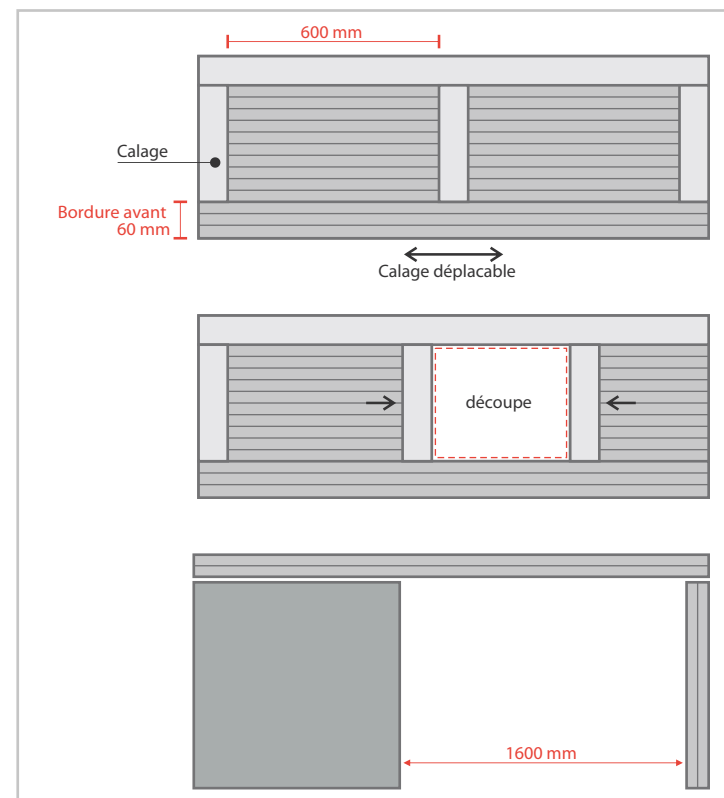 600 mm
Calage
Bordure avant
60 mm
Calage déplacable
découpe
1600 mm